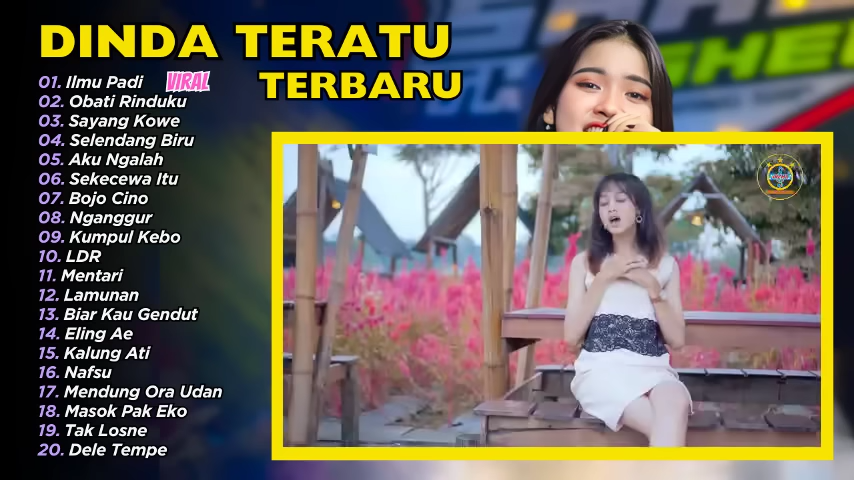 DINDA TERATU
TERBARU
01. Ilmu Padi VIRAL
02. Obati Rinduku
03. Sayang Kowe
04. Selendang Biru
05. Aku Ngalah
06. Sekecewa Itu
07. Bojo Cino
08. Nganggur
09. Kumpul Kebo
10. LDR
11. Mentari
12. Lamunan
13. Biar Kau Gendut
14. Eling Ae
15. Kalung Ati
16. Nafsu
17. Mendung Ora Udan
18. Masok Pak Eko
19. Tak Losne
20. Dele Tempe